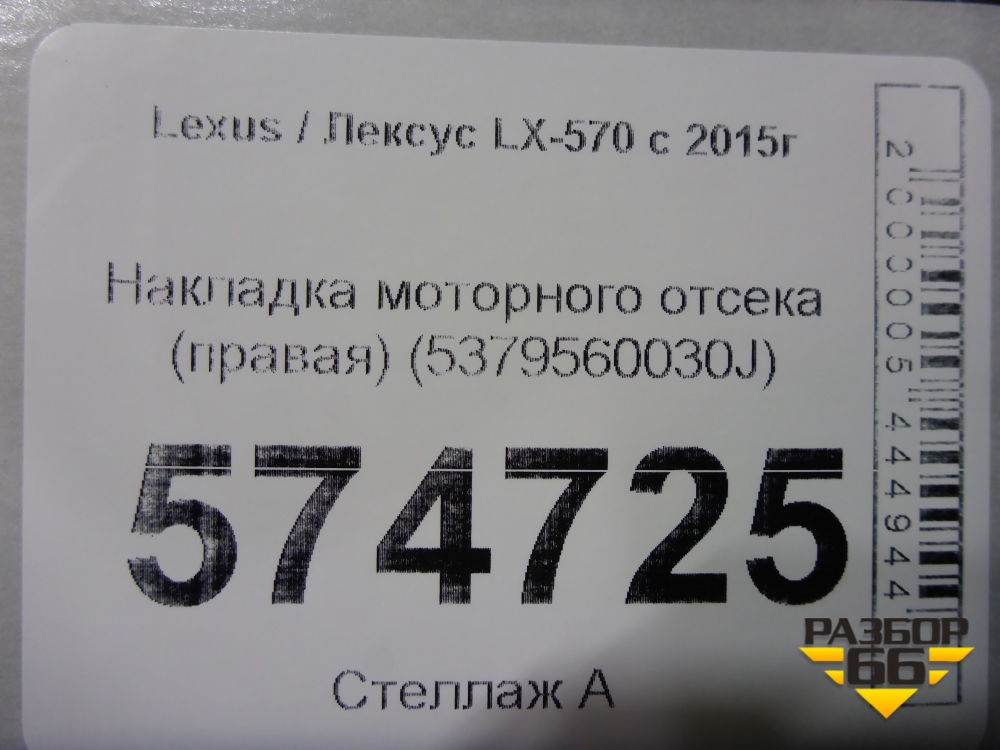 Lexus / Лексус LX-570 с 2015г
Накладка моторного отсека
(правая) (5379560030J)
574725
Стеллаж А
2000005444944
РАЗБОР
66